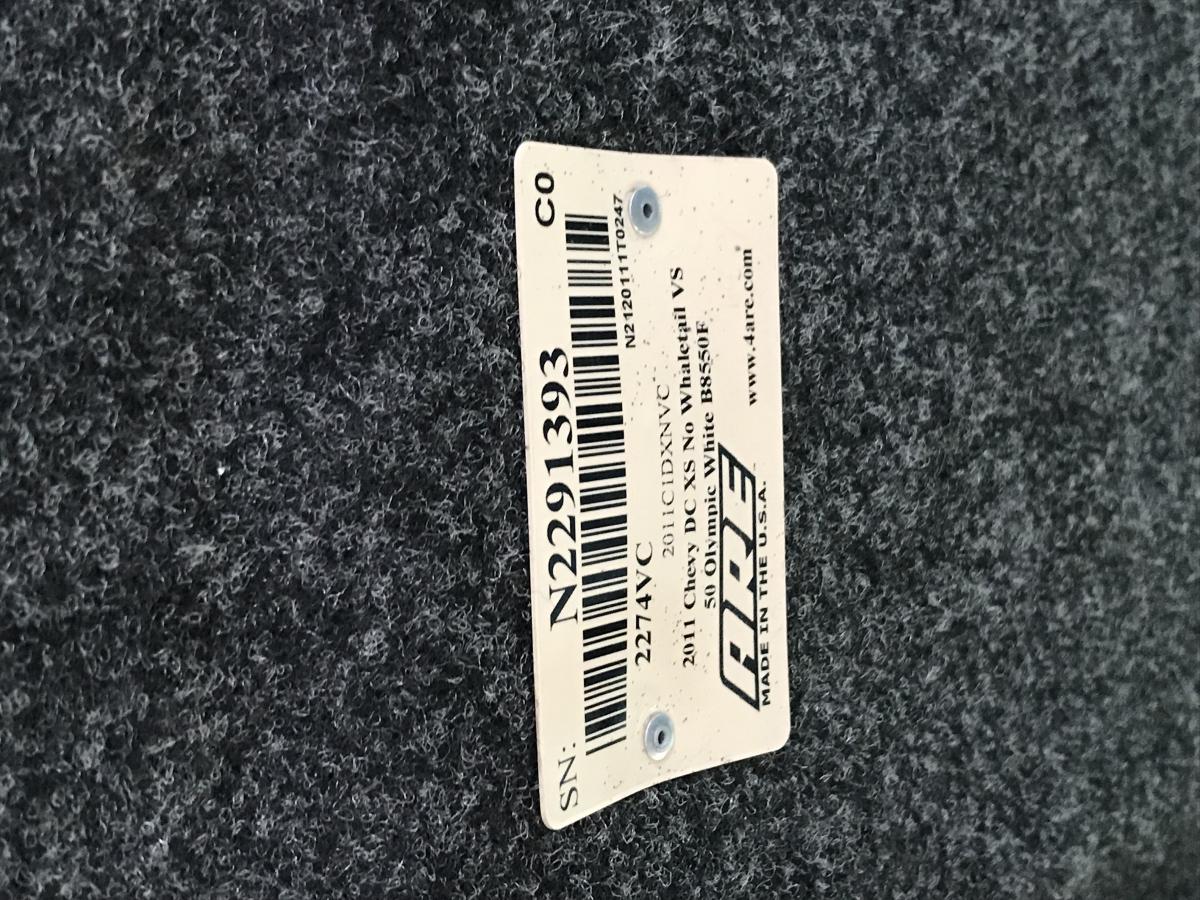 SN: N2291393 C0
N2120111T0247
2274VC
2011C1DXNVC
2011 Chevy DC XS No Whaletail VS
50 Olympic White B8550F
ARE
www.4are.com
MADE IN THE U.S.A.